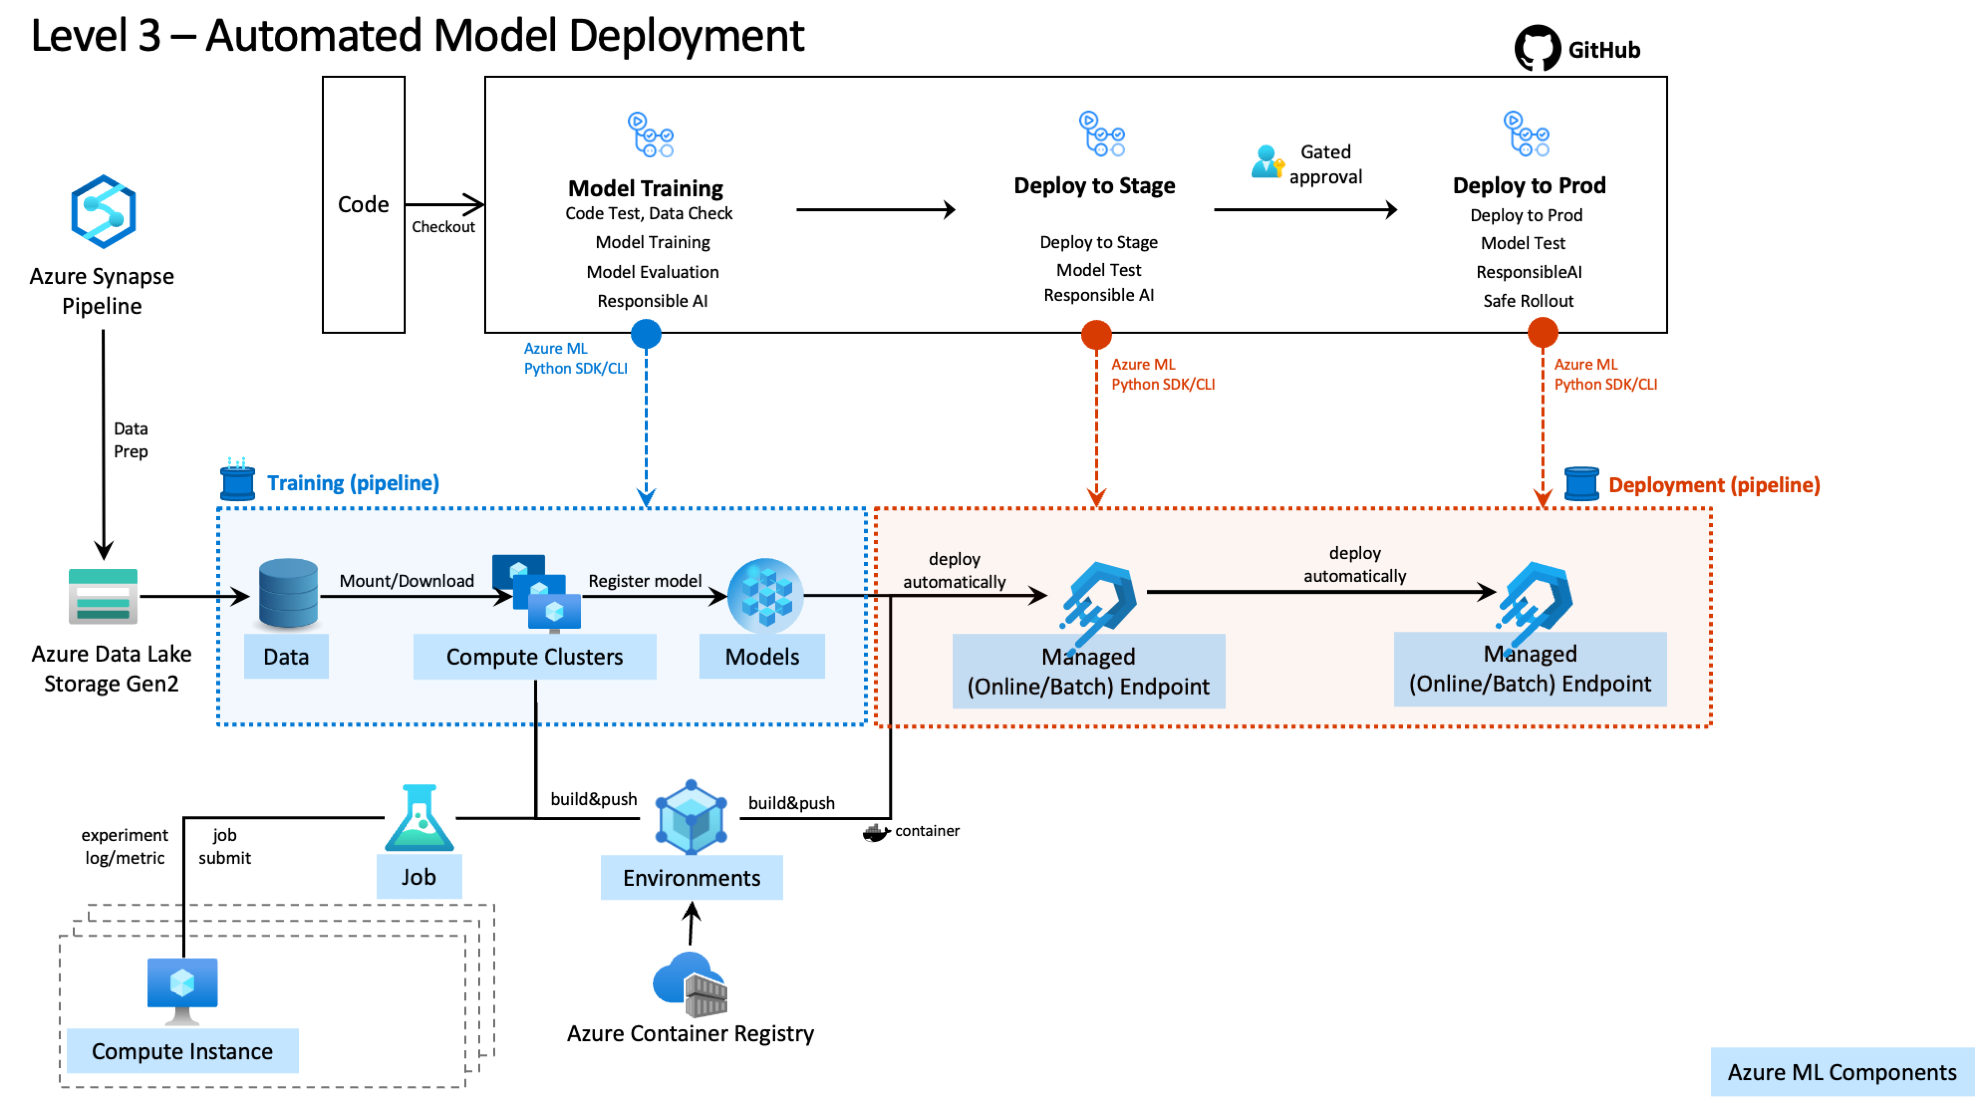 Level 3 – Automated Model Deployment
GitHub
Code
Checkout
Model Training
Code Test, Data Check
Model Training
Model Evaluation
Responsible AI
Deploy to Stage
Deploy to Stage
Model Test
Responsible AI
Gated
approval
Deploy to Prod
Deploy to Prod
Model Test
ResponsibleAI
Safe Rollout
Azure Synapse
Pipeline
Azure ML
Python SDK/CLI
Azure ML
Python SDK/CLI
Azure ML
Python SDK/CLI
Data
Prep
Training (pipeline)
Deployment (pipeline)
Azure Data Lake
Storage Gen2
Data
Mount/Download
Compute Clusters
Register model
Models
deploy
automatically
Managed
(Online/Batch) Endpoint
deploy
automatically
Managed
(Online/Batch) Endpoint
experiment
log/metric
job
submit
Job
build&push
Environments
build&push
container
Compute Instance
Azure Container Registry
Azure ML Components